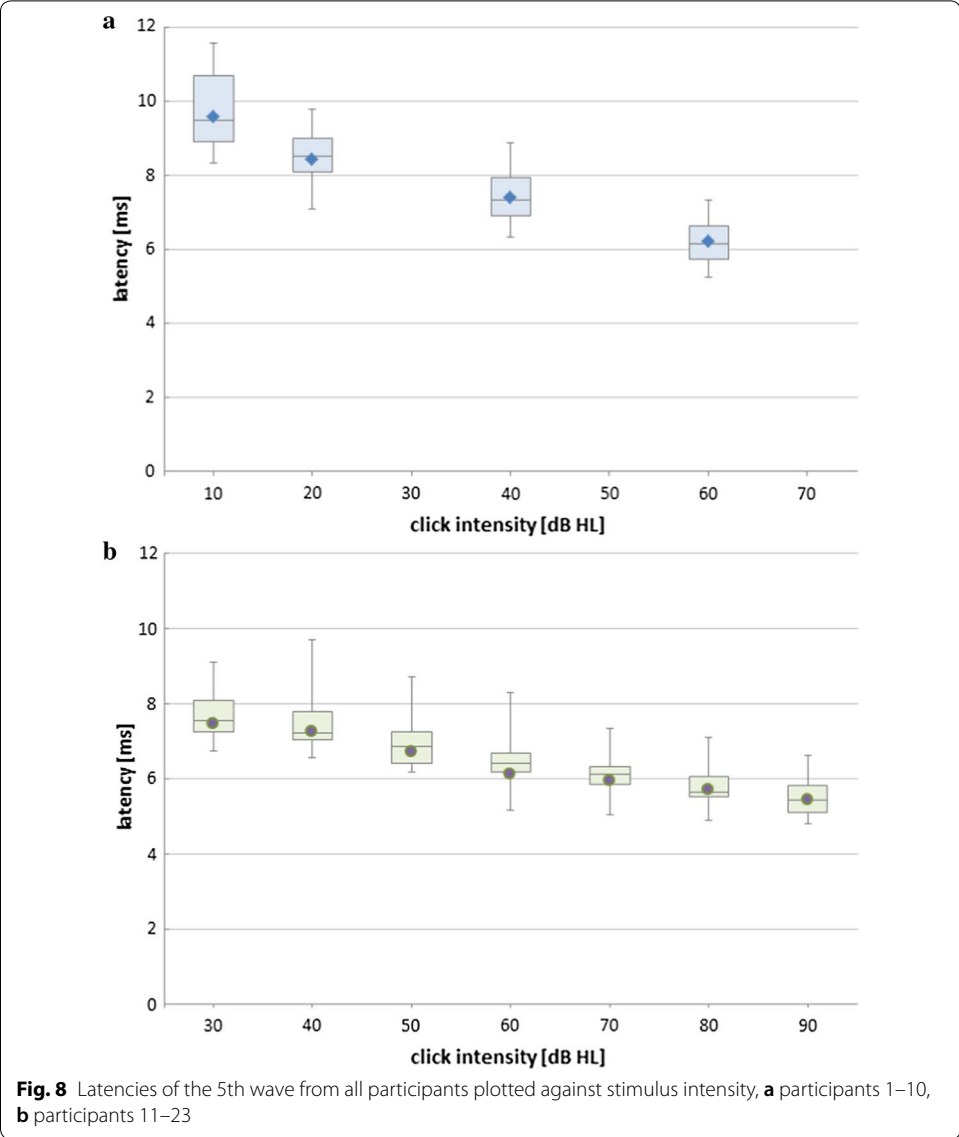 a
12
10
8
6
4
2
0
latency [ms]
10 20 30 40 50 60 70
click intensity [dB HL]
b
12
10
8
6
4
2
0
latency [ms]
30 40 50 60 70 80 90
click intensity [dB HL]
Fig. 8 Latencies of the 5th wave from all participants plotted against stimulus intensity, a participants 1–10,
b participants 11–23